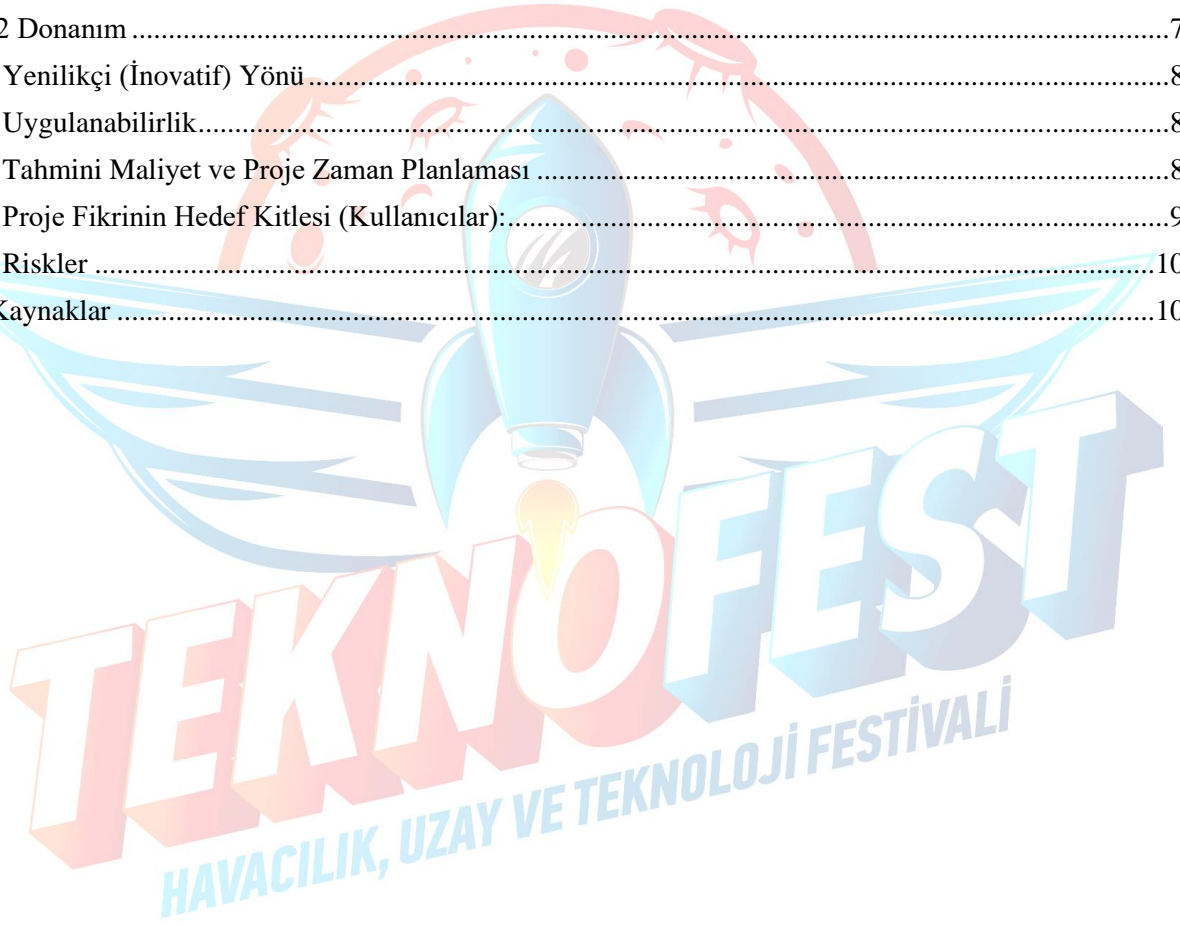 2 Donanım ........................................................................ 7
Yenilikçi (İnovatif) Yönü ........................................................................ 8
Uygulanabilirlik ........................................................................ 8
Tahmini Maliyet ve Proje Zaman Planlaması ........................................................................ 8
Proje Fikrinin Hedef Kitlesi (Kullanıcılar): ........................................................................ 9
Riskler ........................................................................ 10
Kaynaklar ........................................................................ 10
TEKNOFEST
HAVACILIK, UZAY VE TEKNOLOJİ FESTİVALİ